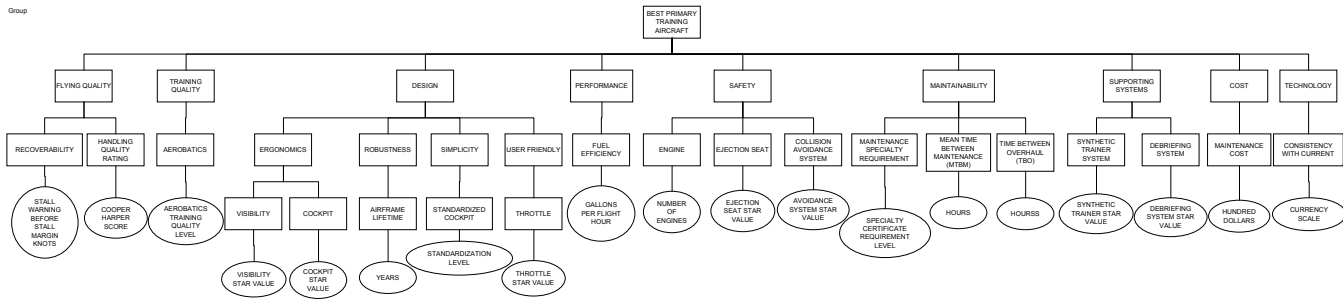 Group
BEST PRIMARY
TRAINING
AIRCRAFT
FLYING QUALITY
TRAINING
QUALITY
DESIGN
PERFORMANCE
SAFETY
MAINTAINABILITY
SUPPORTING
SYSTEMS
COST
TECHNOLOGY
RECOVERABILITY
HANDLING
QUALITY
RATING
AEROBATICS
ERGONOMICS
ROBUSTNESS
SIMPLICITY
USER FRIENDLY
FUEL
EFFICIENCY
ENGINE
EJECTION SEAT
COLLISION
AVOIDANCE
SYSTEM
MAINTENANCE
SPECIALTY
REQUIREMENT
MEAN TIME
BETWEEN
MAINTENANCE
(MTBM)
TIME BETWEEN
OVERHAUL
(TBO)
SYNTHETIC
TRAINER
SYSTEM
DEBRIEFING
SYSTEM
MAINTENANCE
COST
CONSISTENCY
WITH CURRENT
STALL
WARNING
BEFORE
STALL
MARGIN
KNOTS
COOPER
HARPER
SCORE
AEROBATICS
TRAINING
QUALITY
LEVEL
VISIBILITY
COCKPIT
AIRFRAME
LIFETIME
STANDARDIZED
COCKPIT
THROTTLE
GALLONS
PER FLIGHT
HOUR
NUMBER
OF
ENGINES
EJECTION
SEAT STAR
VALUE
AVOIDANCE
SYSTEM STAR
VALUE
SPECIALTY
CERTIFICATE
REQUIREMENT
LEVEL
HOURS
HOURSS
SYNTHETIC
TRAINER STAR
VALUE
DEBRIEFING
SYSTEM STAR
VALUE
HUNDRED
DOLLARS
CURRENCY
SCALE
VISIBILITY
STAR VALUE
COCKPIT
STAR
VALUE
YEARS
STANDARDIZATION
LEVEL
THROTTLE
STAR VALUE